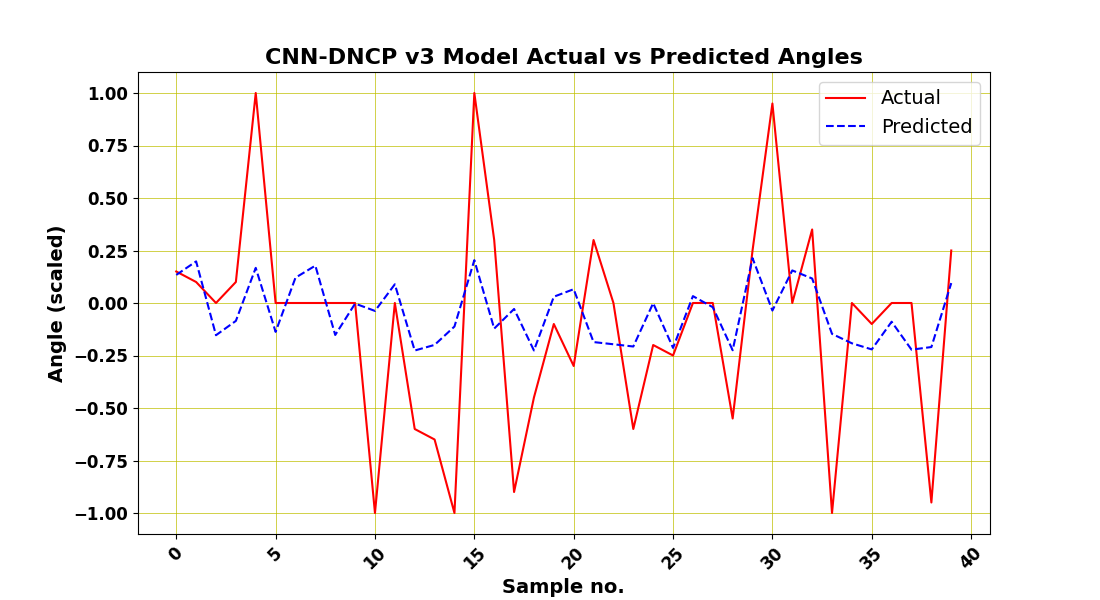 CNN-DNCP v3 Model Actual vs Predicted Angles
Actual
Predicted
Angle (scaled)
1.00
0.75
0.50
0.25
0.00
−0.25
−0.50
−0.75
−1.00
0 5 10 15 20 25 30 35 40
Sample no.